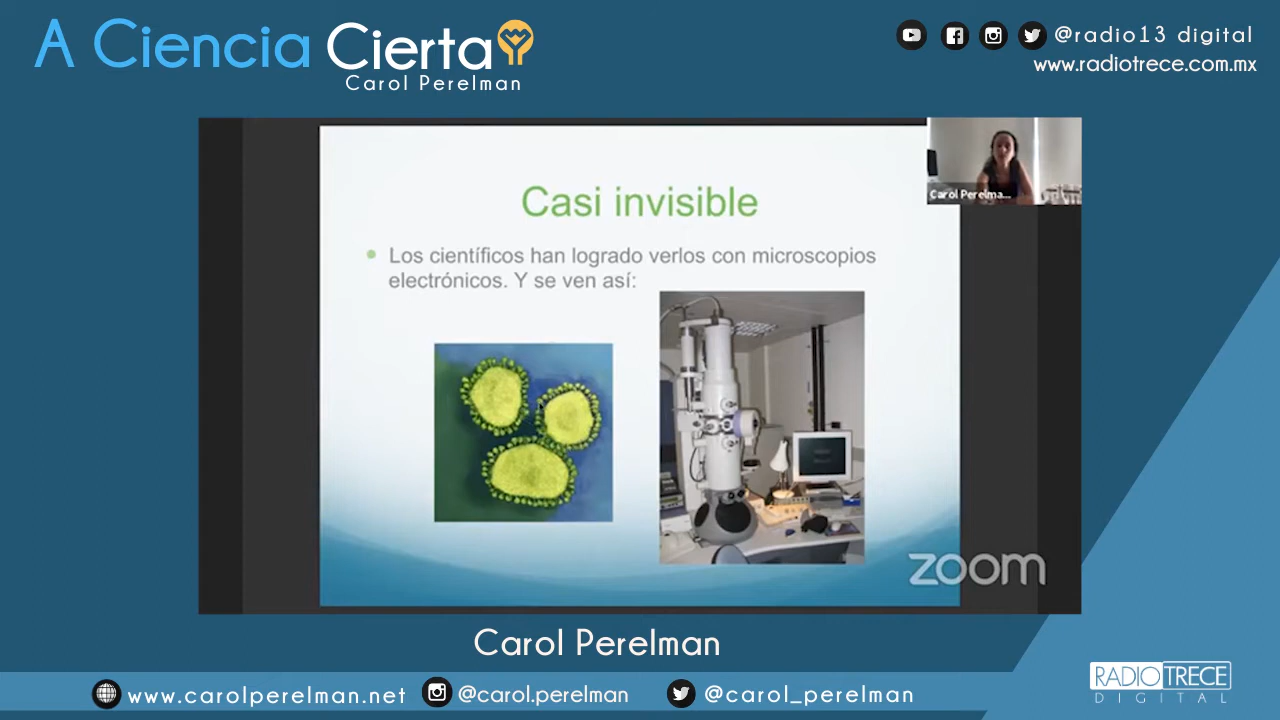 A Ciencia Cierta
Carol Perelman
@radio13 digital
www.radiotrece.com.mx
Carol Perelma...
Casi invisible
Los científicos han logrado verlos con microscopios
electrónicos. Y se ven así:
zoom
Carol Perelman
www.carolperelman.net @carol.perelman @carol_perelman
RADIO TRECE
DIGITAL